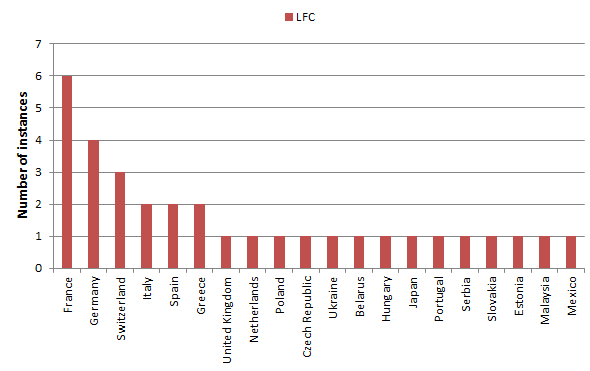 LFC
Number of instances
7
6
5
4
3
2
1
0
France
Germany
Switzerland
Italy
Spain
Greece
United Kingdom
Netherlands
Poland
Czech Republic
Ukraine
Belarus
Hungary
Japan
Portugal
Serbia
Slovakia
Estonia
Malaysia
Mexico